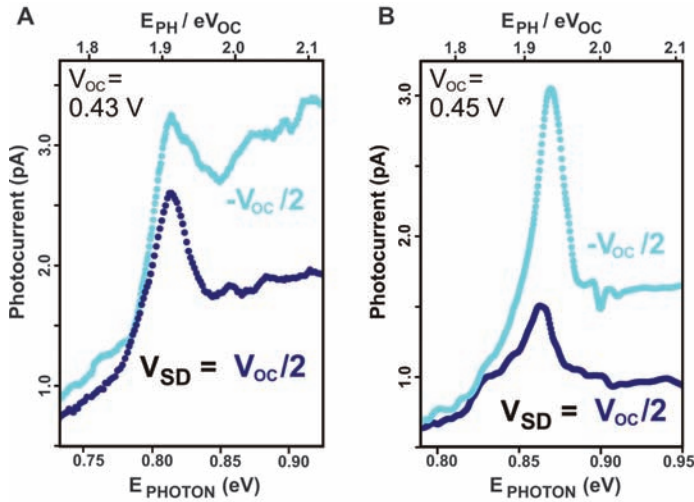 A
E_PH / eV_OC
1.8 1.9 2.0 2.1
V_OC =
0.43 V
3.0
2.0
1.0
Photocurrent (pA)
-V_OC/2
V_SD = V_OC/2
0.75 0.80 0.85 0.90
E_PHOTON (eV)
B
E_PH / eV_OC
1.8 1.9 2.0 2.1
V_OC =
0.45 V
3.0
2.0
1.0
Photocurrent (pA)
-V_OC/2
V_SD = V_OC/2
0.80 0.85 0.90 0.95
E_PHOTON (eV)